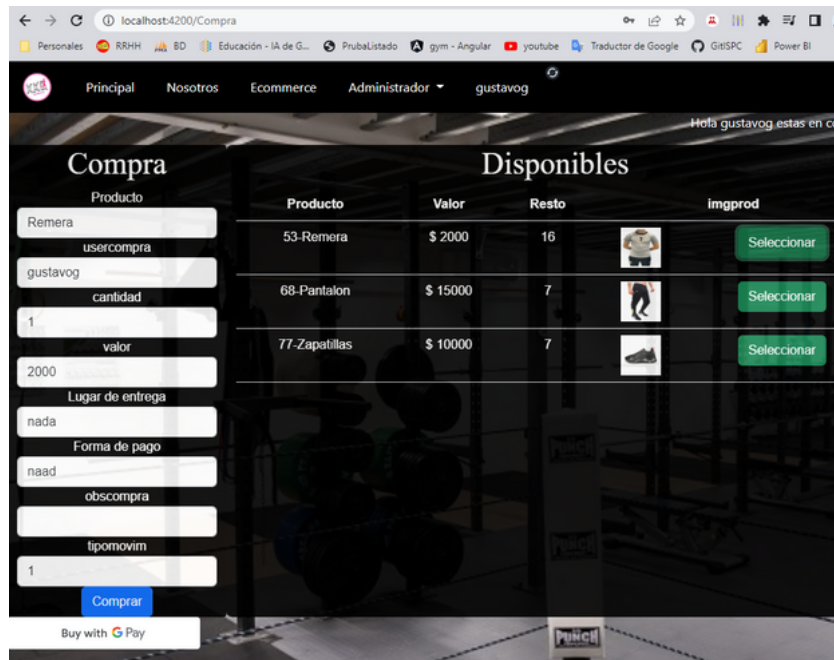 localhost:4200/Compra
Personales RRHH BD Educación - IA de G... PrubaListado gym - Angular youtube Traductor de Google GitISPC Power BI
Principal Nosotros Ecommerce Administrador gustavog
Hola gustavog estas en co
Compra
Producto
Remera
usercompra
gustavog
cantidad
1
valor
2000
Lugar de entrega
nada
Forma de pago
naad
obscompra
tipomovim
1
Comprar
Buy with G Pay
Disponibles
Producto Valor Resto imgprod
53-Remera $ 2000 16 Seleccionar
68-Pantalon $ 15000 7 Seleccionar
77-Zapatillas $ 10000 7 Seleccionar
PUNCH
PUNCH
PUNCH